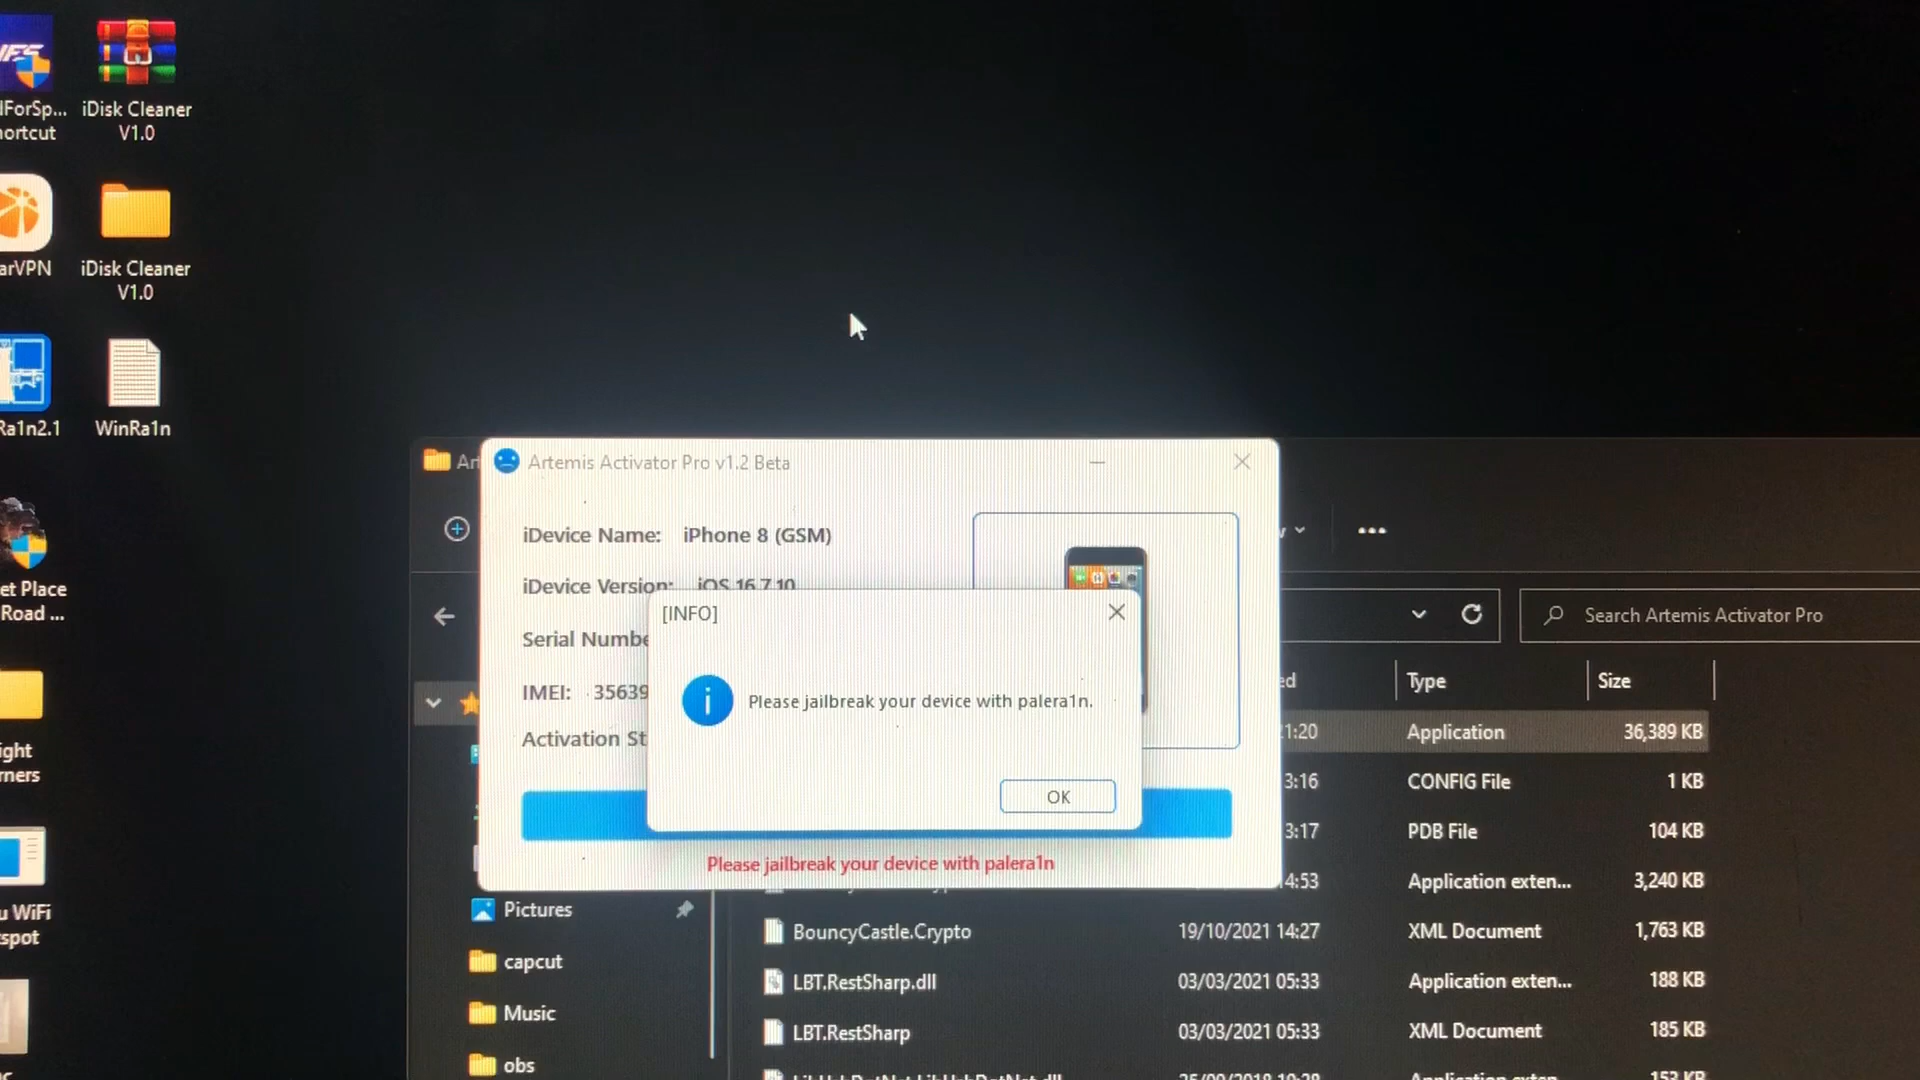 iDisk Cleaner
V1.0
ortcut
iDisk Cleaner
V1.0
arVPN
Ra1n2.1
WinRa1n
et Place
Road ...
ight
rners
u WiFi
spot
Artemis Activator Pro v1.2 Beta
iDevice Name: iPhone 8 (GSM)
iDevice Version: iOS 16.7.10
Serial Numbe
IMEI: 35639
Activation St
[INFO]
Please jailbreak your device with palera1n.
OK
Please jailbreak your device with palera1n
Search Artemis Activator Pro
ed Type Size
1:20 Application 36,389 KB
3:16 CONFIG File 1 KB
3:17 PDB File 104 KB
4:53 Application exten... 3,240 KB
BouncyCastle.Crypto 19/10/2021 14:27 XML Document 1,763 KB
LBT.RestSharp.dll 03/03/2021 05:33 Application exten... 188 KB
LBT.RestSharp 03/03/2021 05:33 XML Document 185 KB
Pictures
capcut
Music
obs